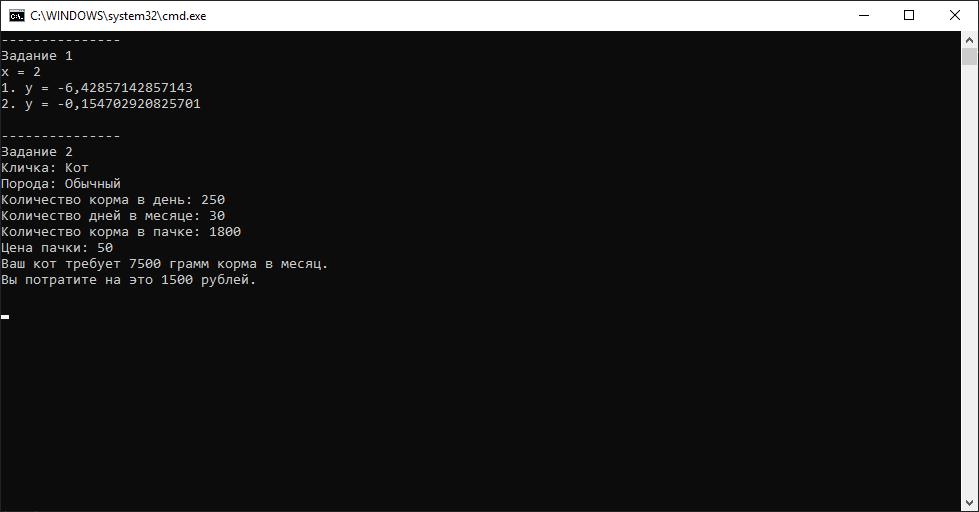 C:\WINDOWS\system32\cmd.exe
---------------
Задание 1
x = 2
1. y = -6,42857142857143
2. y = -0,154702920825701
---------------
Задание 2
Кличка: Кот
Порода: Обычный
Количество корма в день: 250
Количество дней в месяце: 30
Количество корма в пачке: 1800
Цена пачки: 50
Ваш кот требует 7500 грамм корма в месяц.
Вы потратите на это 1500 рублей.